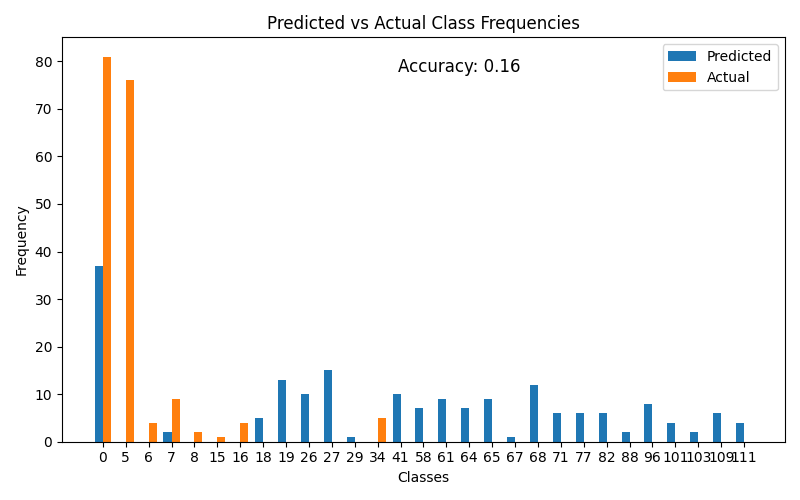 Predicted vs Actual Class Frequencies
Accuracy: 0.16
Predicted
Actual
Frequency
80
70
60
50
40
30
20
10
0
0 5 6 7 8 15 16 18 19 26 27 29 34 41 58 61 64 65 67 68 71 77 82 88 96 101 103 109 111
Classes